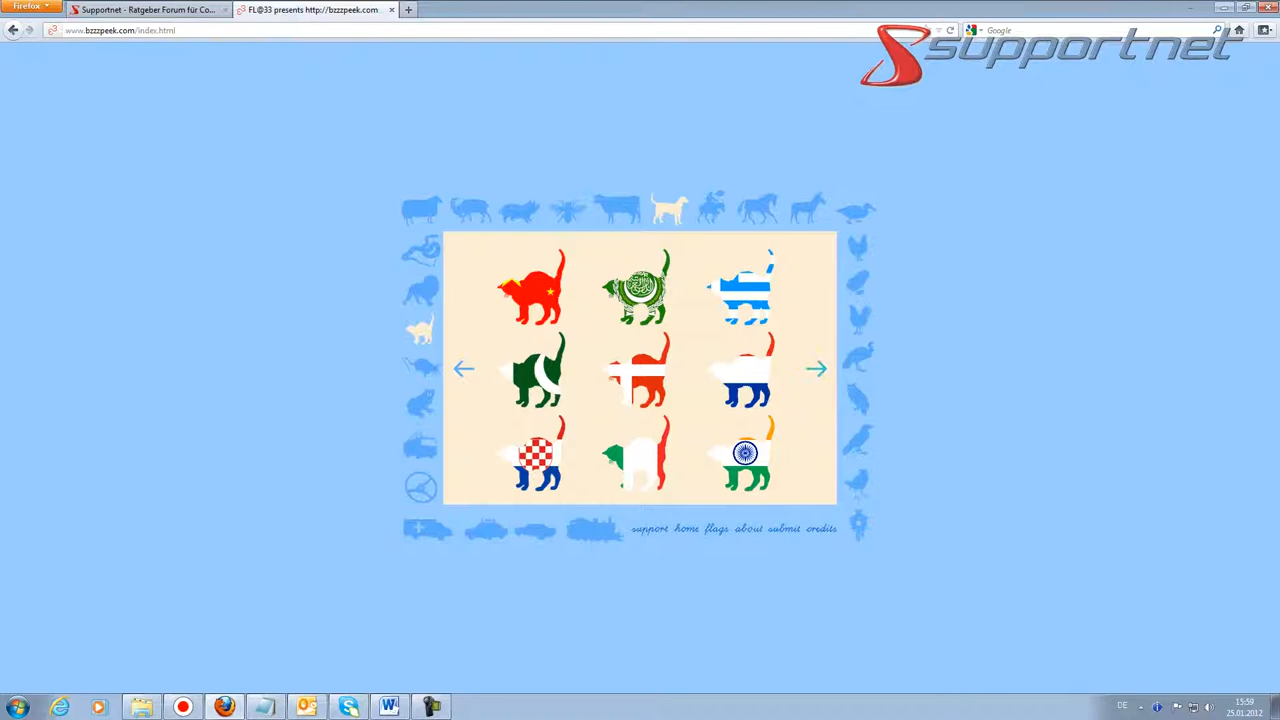 Firefox
Supportnet - Ratgeber Forum für Co...
FL@33 presents http://bzzzpeek.com
www.bzzzpeek.com/index.html
Google
supportnet
support home flags about submit credits
DE
15:59
25.01.2012